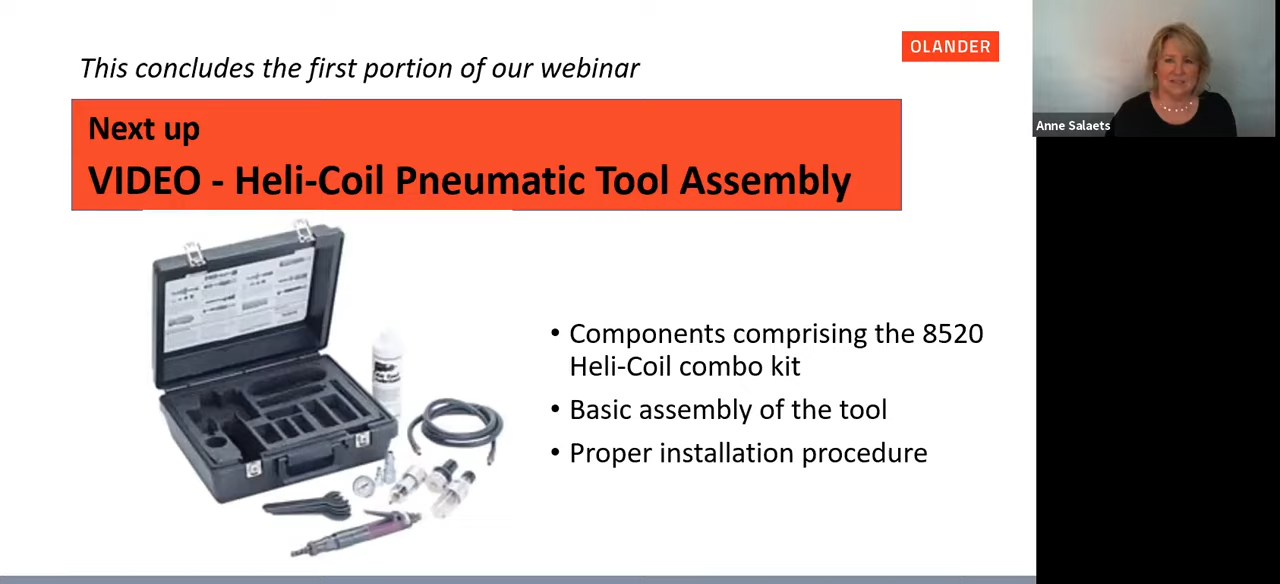 This concludes the first portion of our webinar
OLANDER
Anne Salaets
Next up
VIDEO - Heli-Coil Pneumatic Tool Assembly
• Components comprising the 8520
Heli-Coil combo kit
• Basic assembly of the tool
• Proper installation procedure